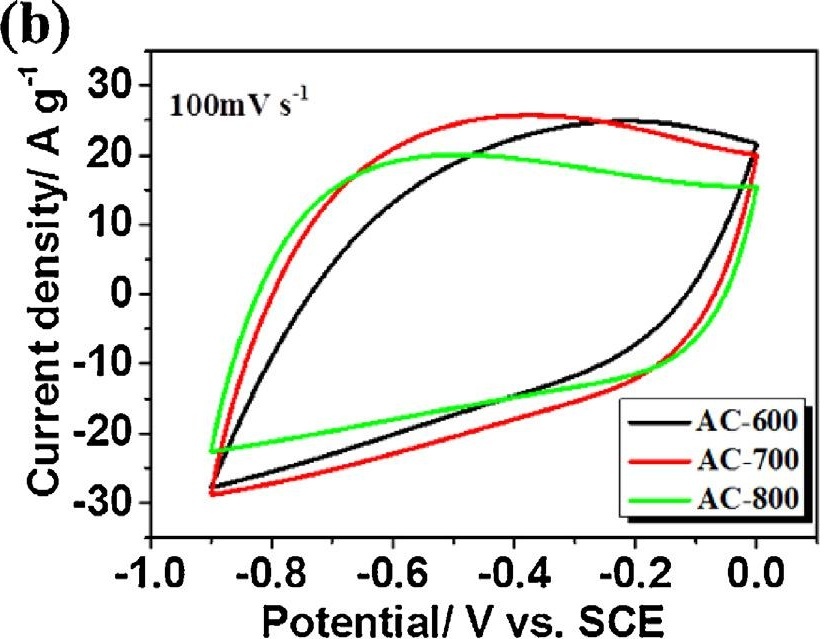 (b)
Current density/ A g⁻¹
30
20
10
0
-10
-20
-30
100mV s⁻¹
AC-600
AC-700
AC-800
-1.0 -0.8 -0.6 -0.4 -0.2 0.0
Potential/ V vs. SCE